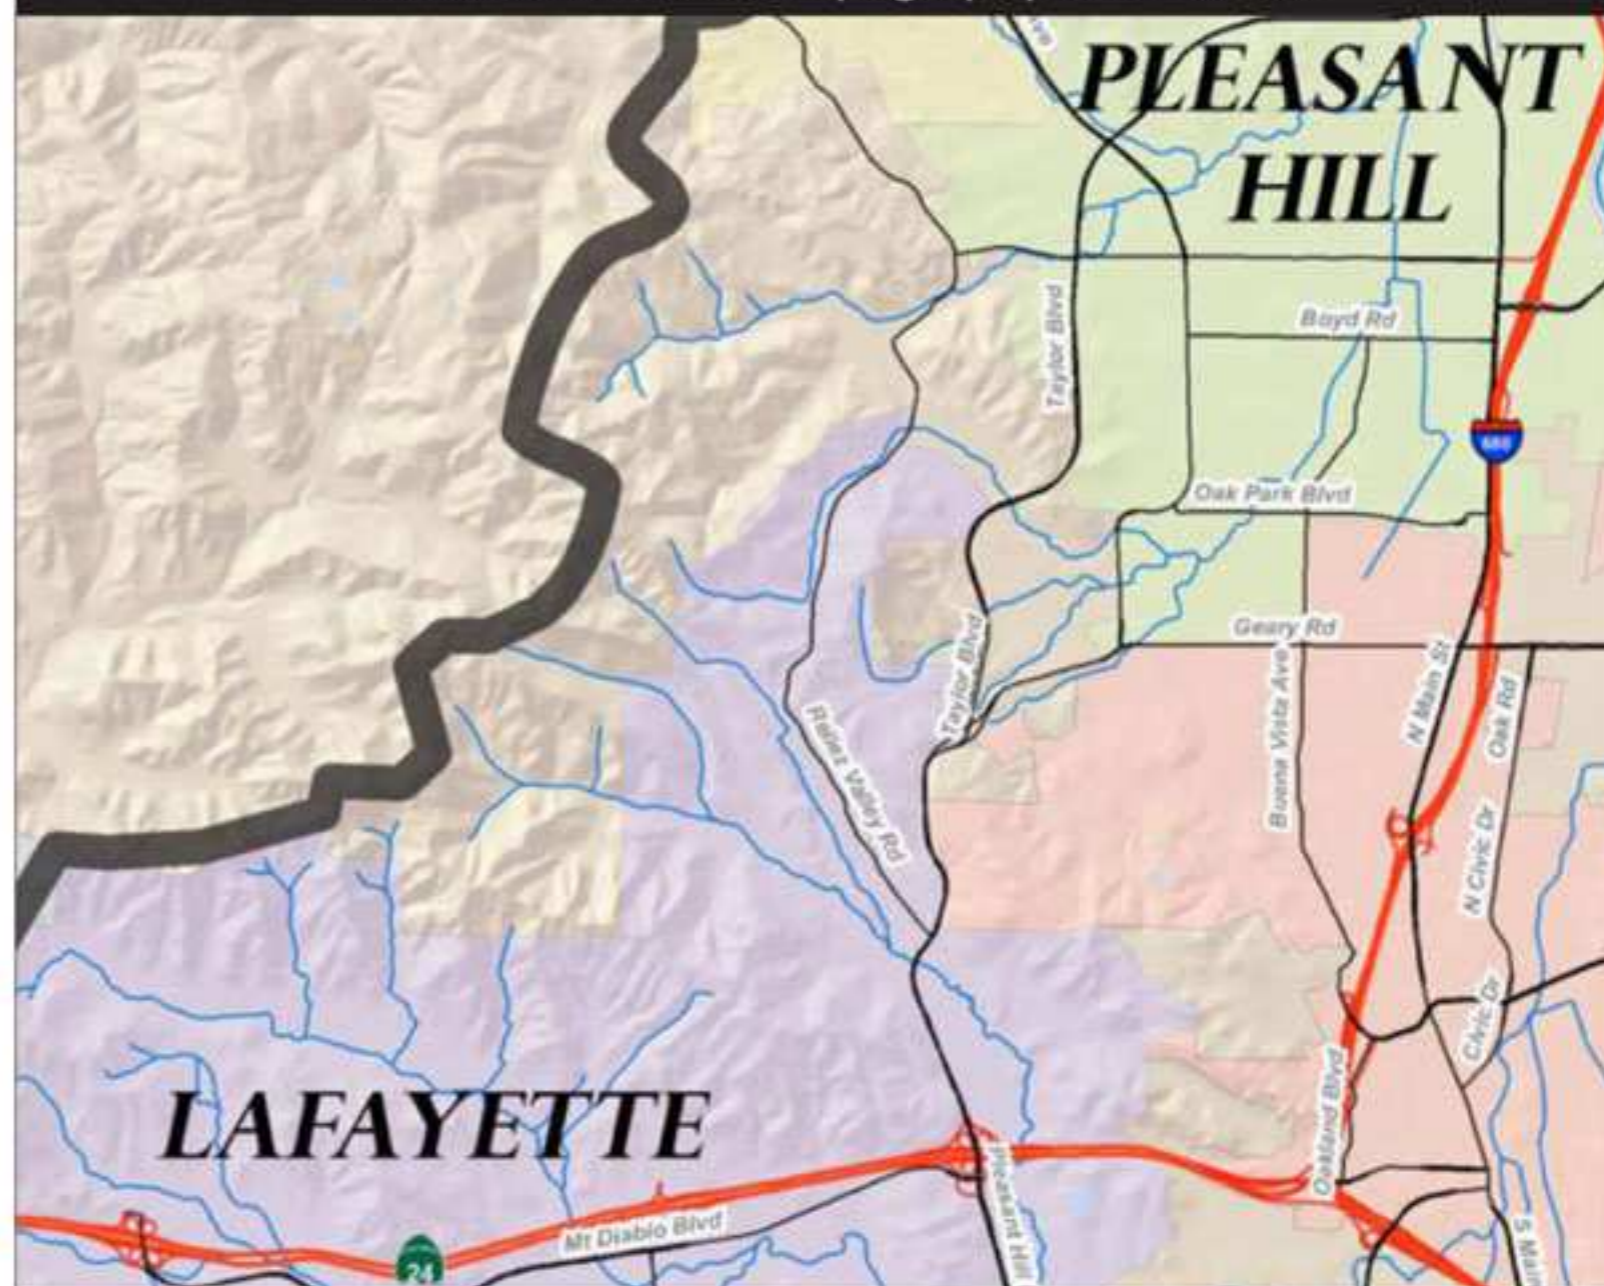 PLEASANT
HILL
Boyd Rd
Taylor Blvd
680
Oak Park Blvd
Geary Rd
Taylor Blvd
N Main St
Buena Vista Ave
Oak Rd
Reliez Valley Rd
N Civic Dr
Civic Dr
LAFAYETTE
Oakland Blvd
Pleasant Hill
Mt Diablo Blvd
24
S Main